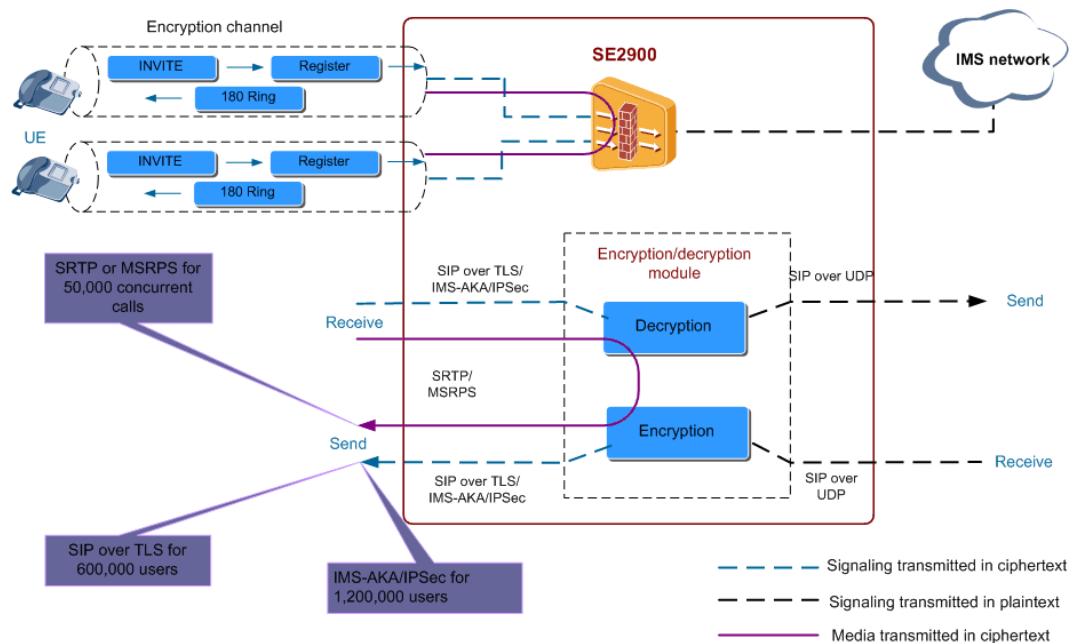 Encryption channel
INVITE
Register
180 Ring
UE
INVITE
Register
180 Ring
SE2900
IMS network
SRTP or MSRPS for
50,000 concurrent
calls
SIP over TLS/
IMS-AKA/IPSec
Encryption/decryption
module
SIP over UDP
Receive
Decryption
Send
SRTP/
MSRPS
Send
Encryption
Receive
SIP over TLS/
IMS-AKA/IPSec
SIP over
UDP
SIP over TLS for
600,000 users
IMS-AKA/IPSec for
1,200,000 users
Signaling transmitted in ciphertext
Signaling transmitted in plaintext
Media transmitted in ciphertext